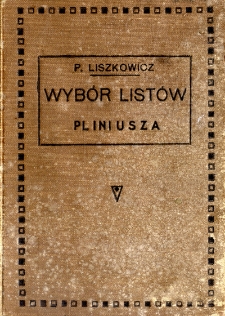 P. LISZKOWICZ
WYBÓR LISTÓW
PLINIUSZA